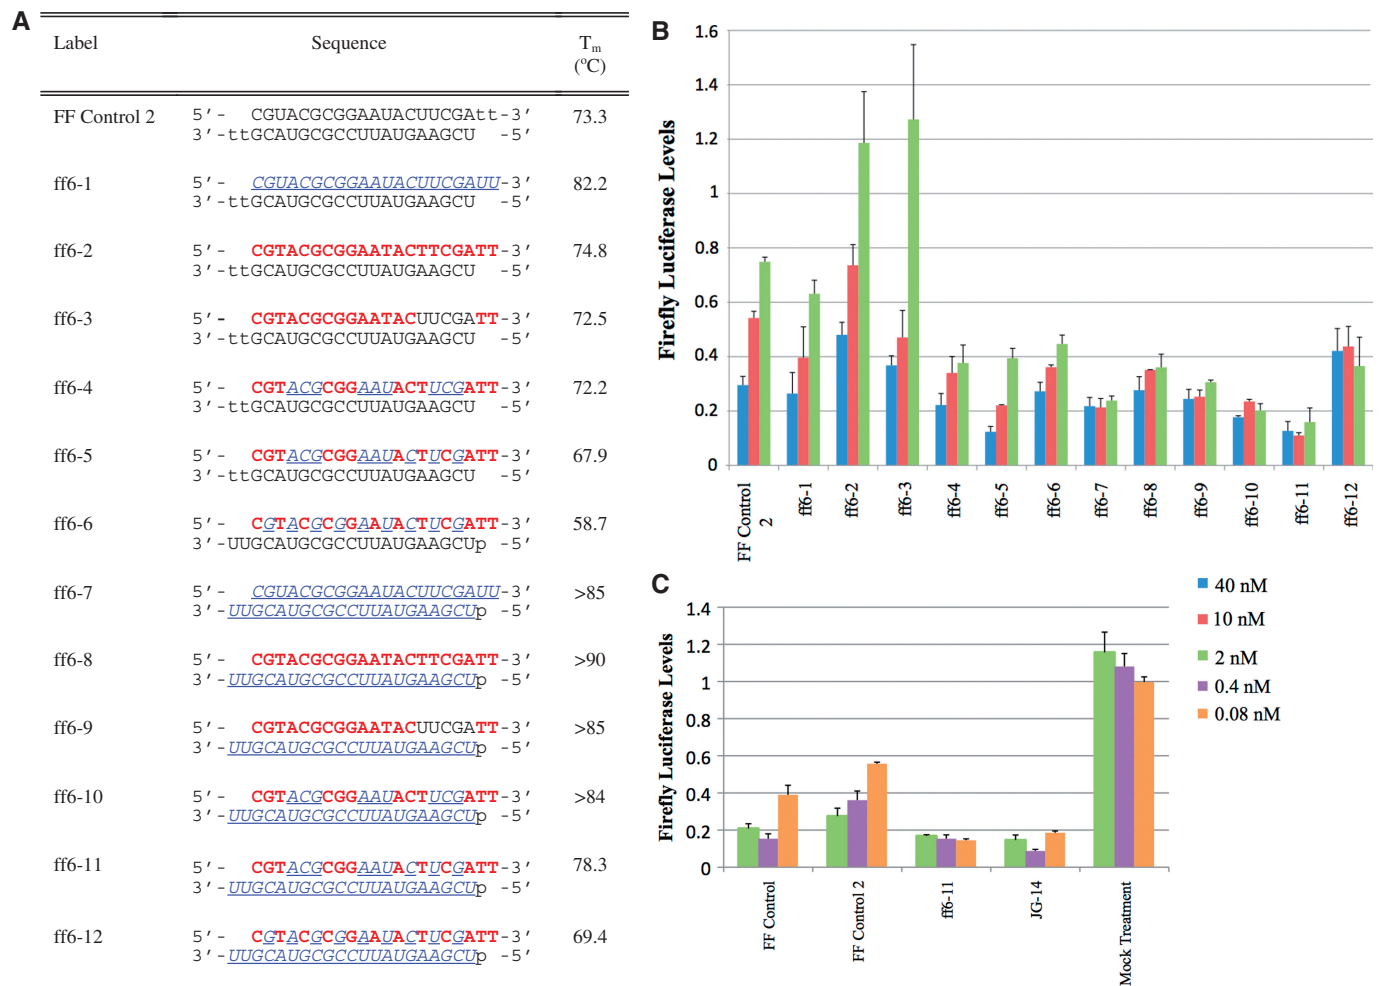 A
Label Sequence Tm
(°C)
FF Control 2 5′- CGUACGCGGAAUACUUCGAtt-3′ 73.3
3′-ttGCAUGCGCCUUAUGAAGCU -5′
ff6-1 5′- CGUACGCGGAAUACUUCGAUU-3′ 82.2
3′-ttGCAUGCGCCUUAUGAAGCU -5′
ff6-2 5′- CGTACGCGGAATACTTCGATT-3′ 74.8
3′-ttGCAUGCGCCUUAUGAAGCU -5′
ff6-3 5′- CGTACGCGGAATACUUCGATT-3′ 72.5
3′-ttGCAUGCGCCUUAUGAAGCU -5′
ff6-4 5′- CGTACGCGGAAUACTUCGATT-3′ 72.2
3′-ttGCAUGCGCCUUAUGAAGCU -5′
ff6-5 5′- CGTACGCGGAAUACTUCGATT-3′ 67.9
3′-ttGCAUGCGCCUUAUGAAGCU -5′
ff6-6 5′- CGTACGCGGAAUACTUCGATT-3′ 58.7
3′-UUGCAUGCGCCUUAUGAAGCUp -5′
ff6-7 5′- CGUACGCGGAAUACUUCGAUU-3′ >85
3′-UUGCAUGCGCCUUAUGAAGCUp -5′
ff6-8 5′- CGTACGCGGAATACTTCGATT-3′ >90
3′-UUGCAUGCGCCUUAUGAAGCUp -5′
ff6-9 5′- CGTACGCGGAATACUUCGATT-3′ >85
3′-UUGCAUGCGCCUUAUGAAGCUp -5′
ff6-10 5′- CGTACGCGGAAUACTUCGATT-3′ >84
3′-UUGCAUGCGCCUUAUGAAGCUp -5′
ff6-11 5′- CGTACGCGGAAUACTUCGATT-3′ 78.3
3′-UUGCAUGCGCCUUAUGAAGCUp -5′
ff6-12 5′- CGTACGCGGAAUACTUCGATT-3′ 69.4
3′-UUGCAUGCGCCUUAUGAAGCUp -5′
B
Firefly Luciferase Levels
1.6
1.4
1.2
1
0.8
0.6
0.4
0.2
0
FF Control 2
ff6-1
ff6-2
ff6-3
ff6-4
ff6-5
ff6-6
ff6-7
ff6-8
ff6-9
ff6-10
ff6-11
ff6-12
C
Firefly Luciferase Levels
1.4
1.2
1
0.8
0.6
0.4
0.2
0
FF Control
FF Control 2
ff6-11
JG-14
Mock Treatment
40 nM
10 nM
2 nM
0.4 nM
0.08 nM